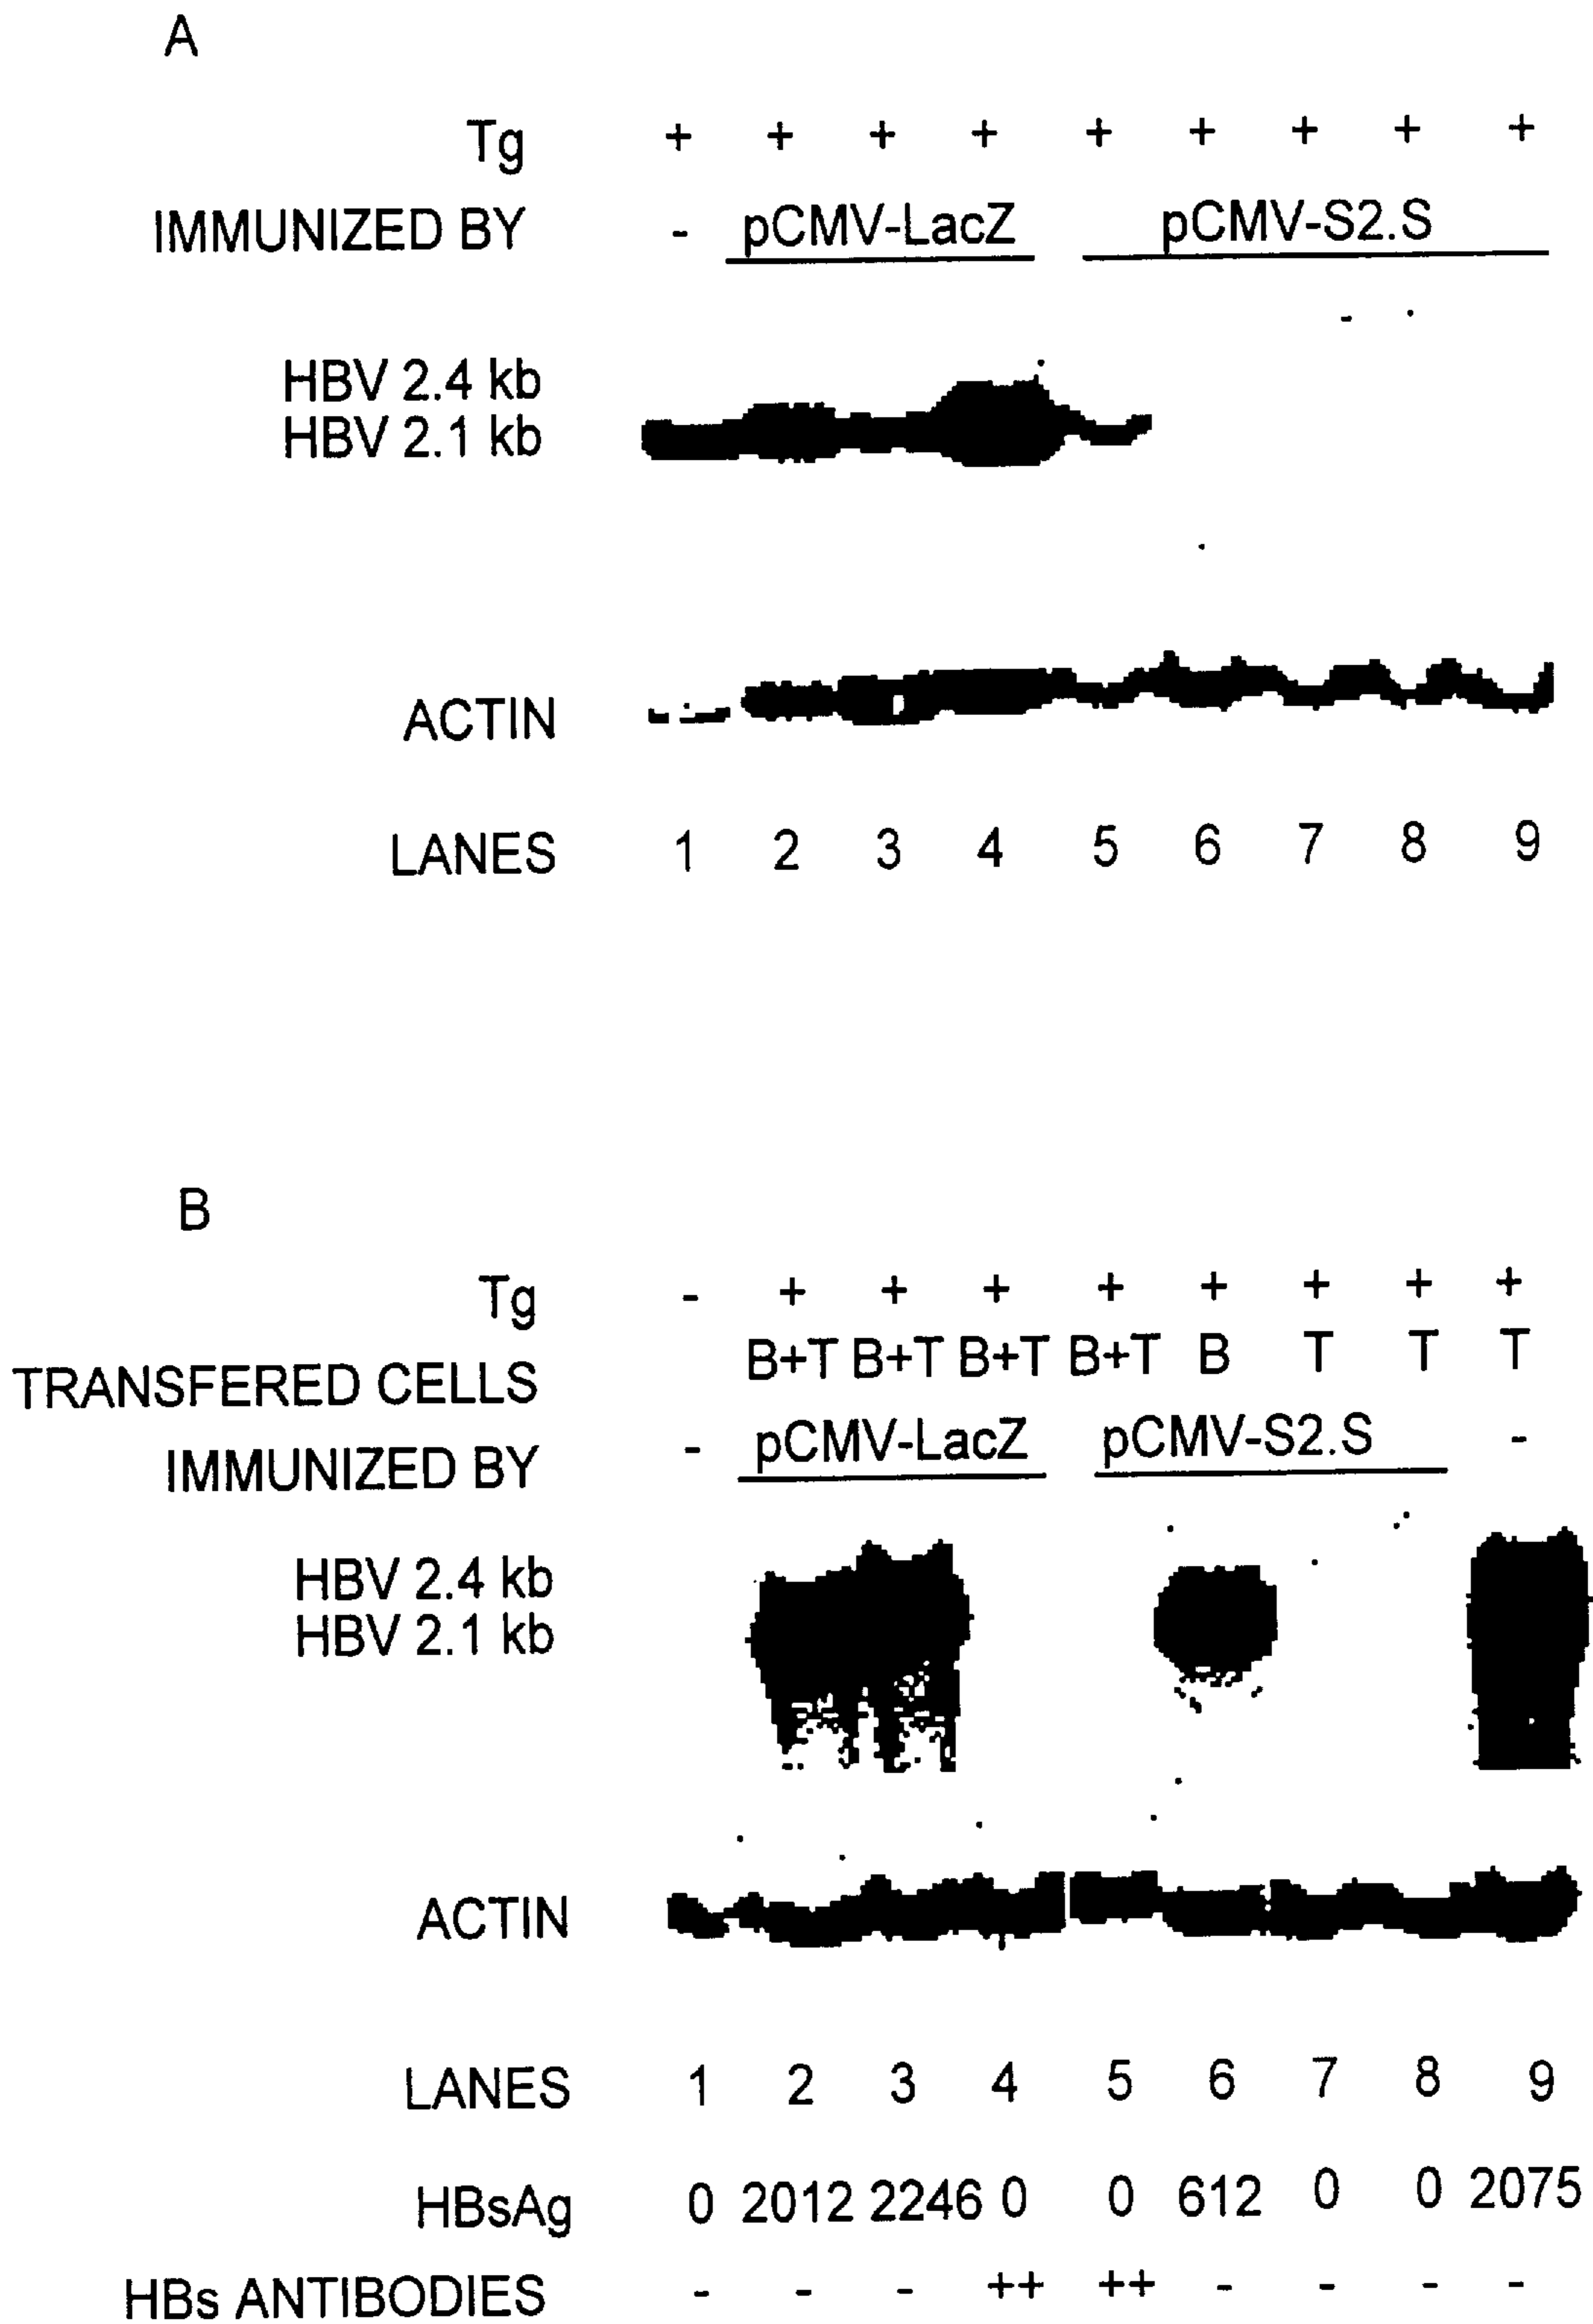 A
Tg + + + + + + + + +
IMMUNIZED BY - pCMV-LacZ pCMV-S2.S
HBV 2.4 kb
HBV 2.1 kb
ACTIN
LANES 1 2 3 4 5 6 7 8 9
B
Tg - + + + + + + + +
TRANSFERED CELLS B+T B+T B+T B+T B T T T
IMMUNIZED BY - pCMV-LacZ pCMV-S2.S -
HBV 2.4 kb
HBV 2.1 kb
ACTIN
LANES 1 2 3 4 5 6 7 8 9
HBsAg 0 2012 2246 0 0 612 0 0 2075
HBs ANTIBODIES - - - ++ ++ - - - -